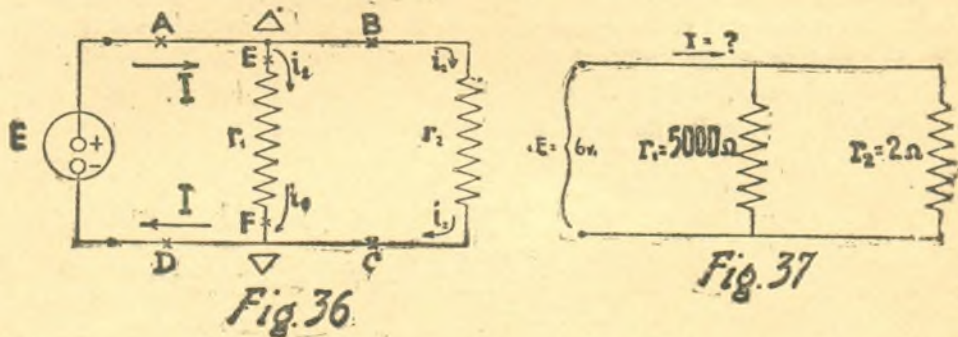 A
B
E
I
r₁
r₂
E
+
-
I
F
D
C
Fig. 36
I = ?
E = 6v.
r₁=5000Ω
r₂=2Ω
Fig. 37